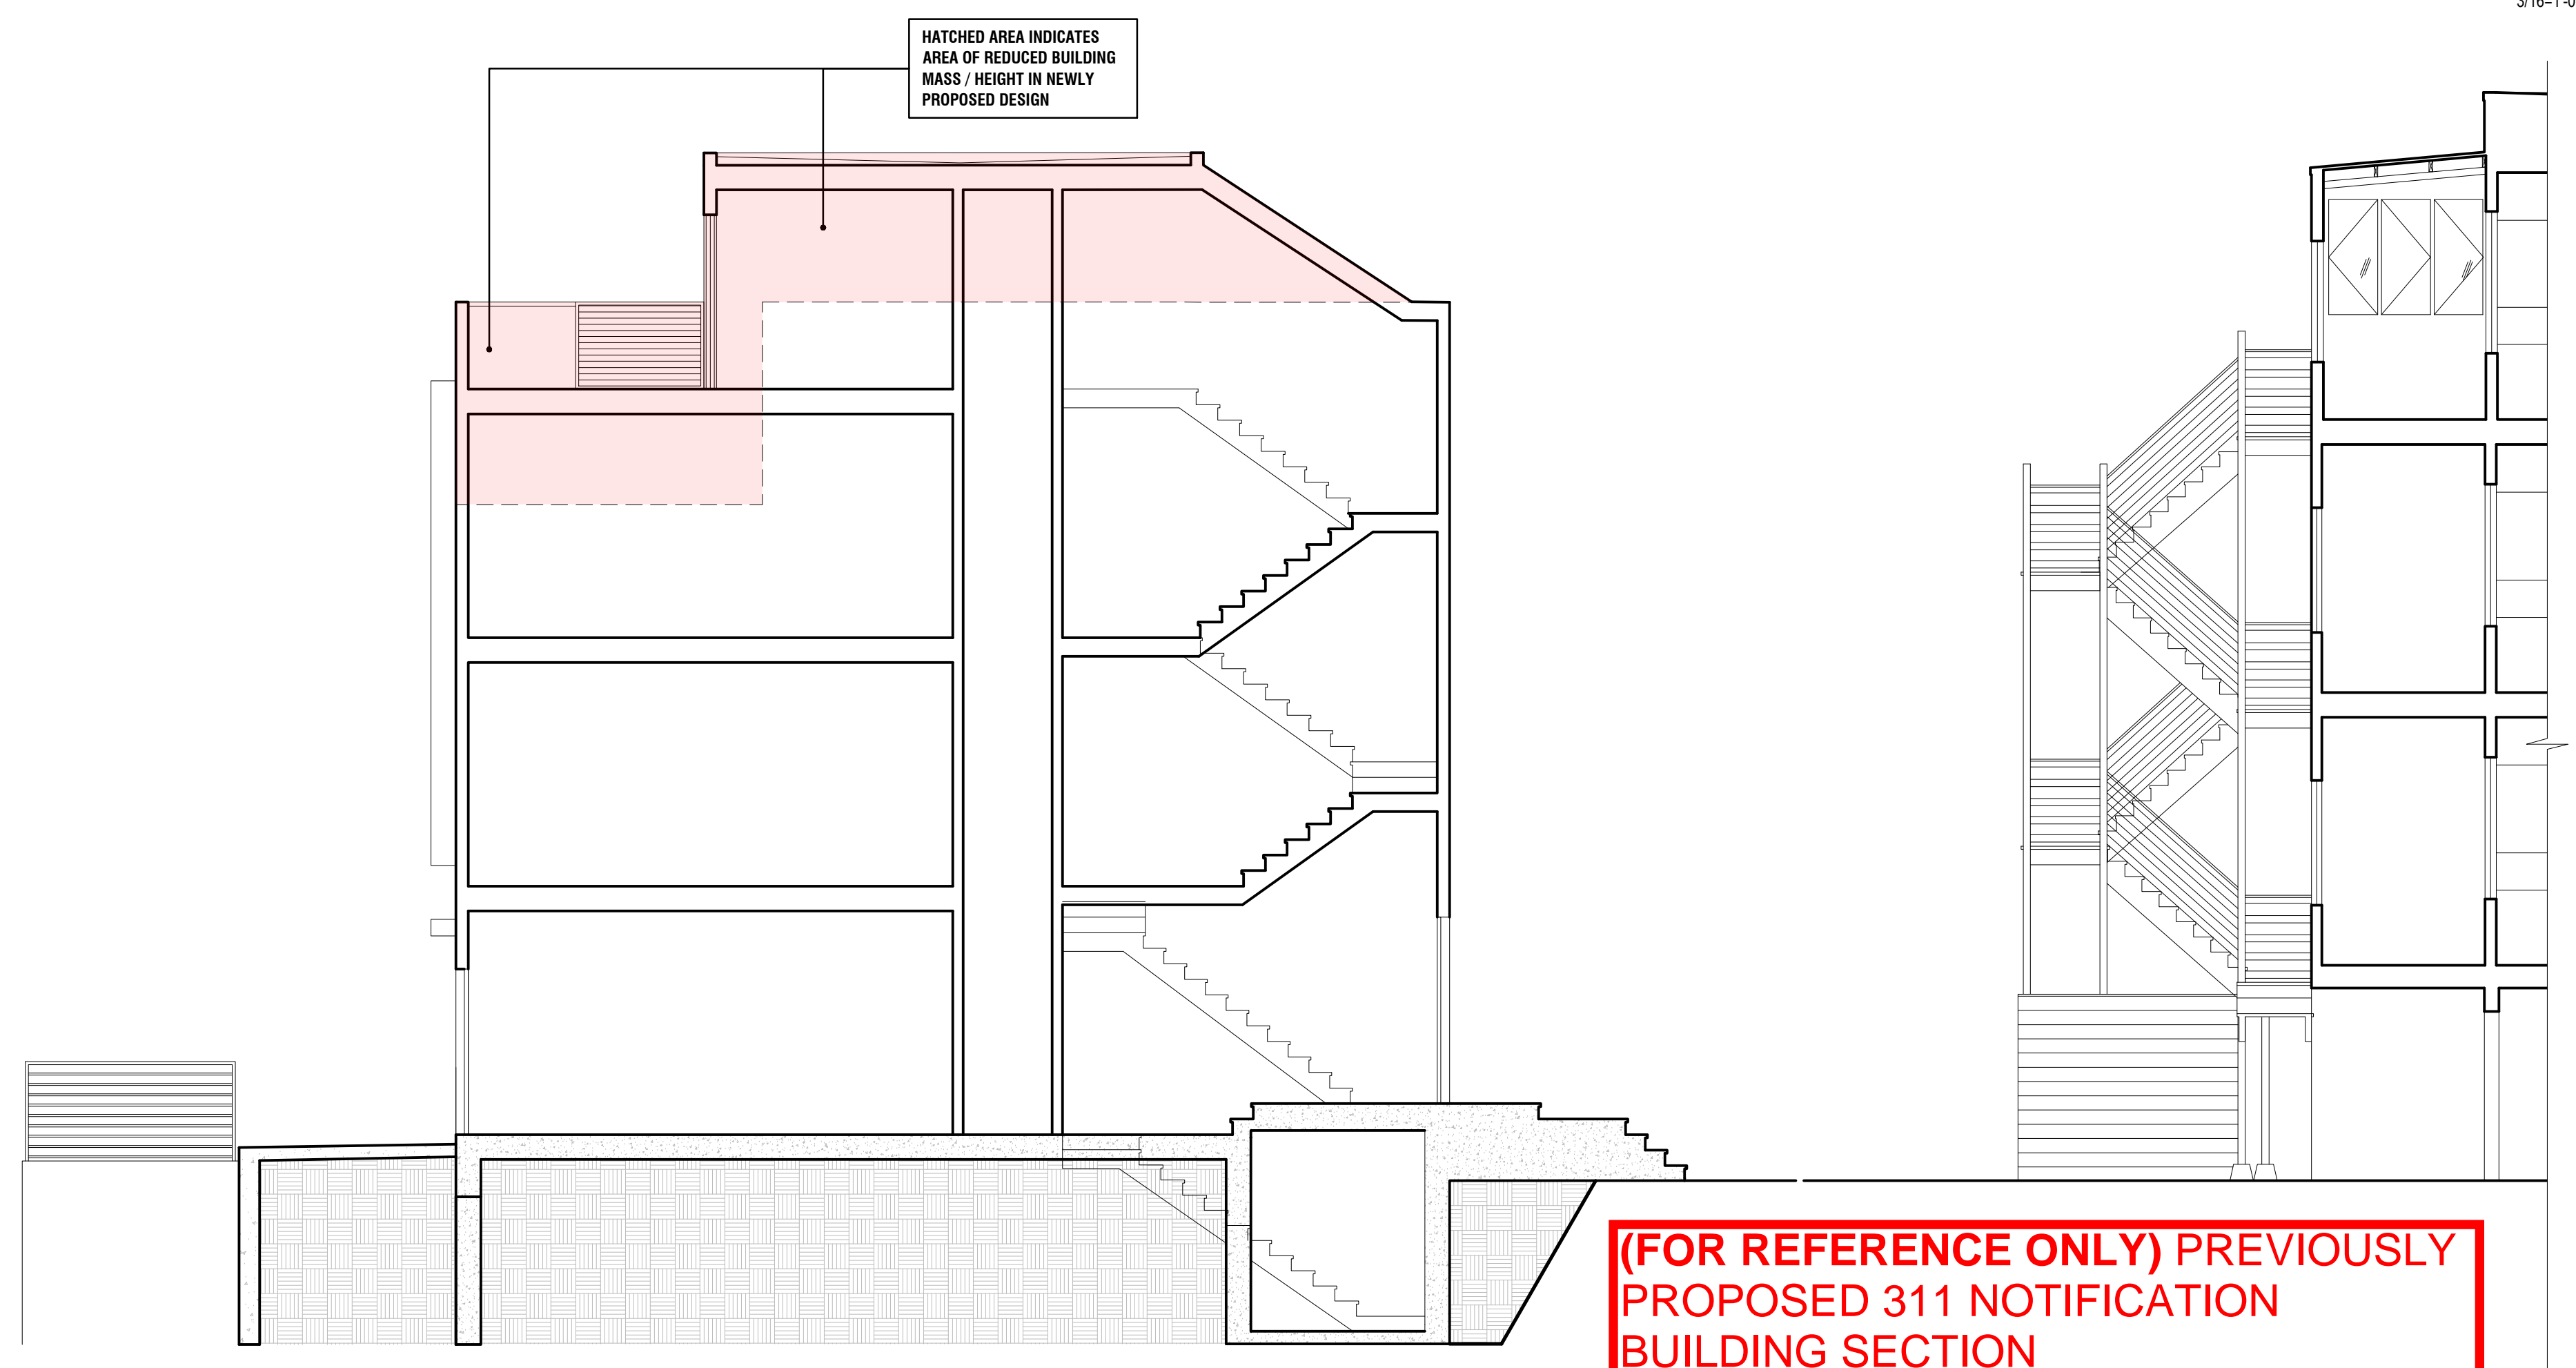 HATCHED AREA INDICATES
AREA OF REDUCED BUILDING
MASS / HEIGHT IN NEWLY
PROPOSED DESIGN
(FOR REFERENCE ONLY) PREVIOUSLY
PROPOSED 311 NOTIFICATION
BUILDING SECTION